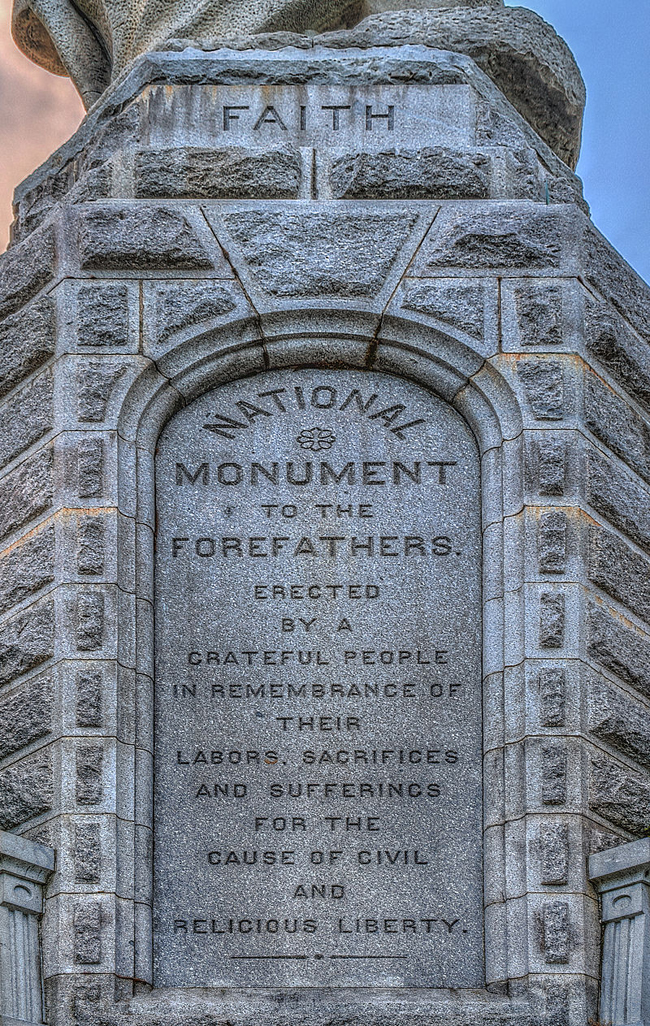 FAITH
NATIONAL
MONUMENT
TO THE
FOREFATHERS.
ERECTED
BY A
GRATEFUL PEOPLE
IN REMEMBRANCE OF
THEIR
LABORS, SACRIFICES
AND SUFFERINGS
FOR THE
CAUSE OF CIVIL
AND
RELIGIOUS LIBERTY.